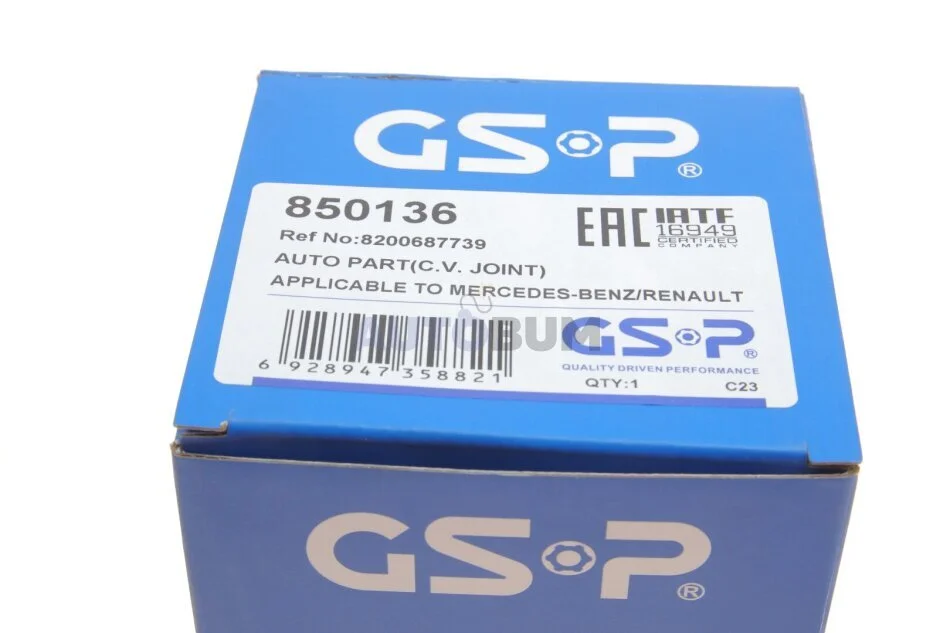 GSP®
850136
Ref No:8200687739
EAC
IATF
16949
CERTIFIED
COMPANY
AUTO PART(C.V. JOINT)
APPLICABLE TO MERCEDES-BENZ/RENAULT
AUTOBUM
6 928947 358821
GSP®
QUALITY DRIVEN PERFORMANCE
QTY:1 C23
GSP®